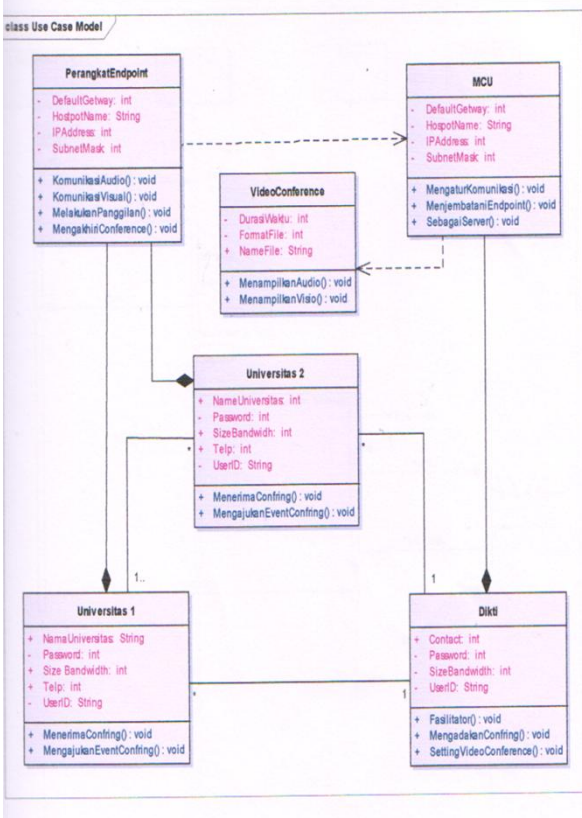 class Use Case Model
PerangkatEndpoint
- DefaultGetway: int
- HostpotName: String
- IPAddress: int
- SubnetMask: int
+ KomunikasiAudio() : void
+ KomunikasiVisual() : void
+ MelakukanPanggilan() : void
+ MengakhiriConference() : void
MCU
- DefaultGetway: int
- HospotName: String
- IPAddress: int
- SubnetMask: int
+ MengaturKomunikasi() : void
+ MenjembataniEndpoint() : void
+ SebagaiServer() : void
VideoConference
- DurasiWaktu: int
- FormatFile: int
+ NameFile: String
+ MenampilkanAudio() : void
+ MenampilkanVisio() : void
Universitas 2
+ NameUniversitas: int
- Password: int
+ SizeBandwidh: int
+ Telp: int
- UserID: String
+ MenerimaConfring() : void
+ MengajukanEventConfring() : void
*
*
1..
1
Universitas 1
+ NamaUniversitas: String
- Password: int
+ Size Bandwidth: int
+ Telp: int
- UserID: String
+ MenerimaConfring() : void
+ MengajukanEventConfring() : void
*
1
Dikti
+ Contact: int
- Password: int
- SizeBandwidth: int
- UserID: String
+ Fasilitator() : void
+ MengadakanConfring() : void
+ SettingVideoConference() : void